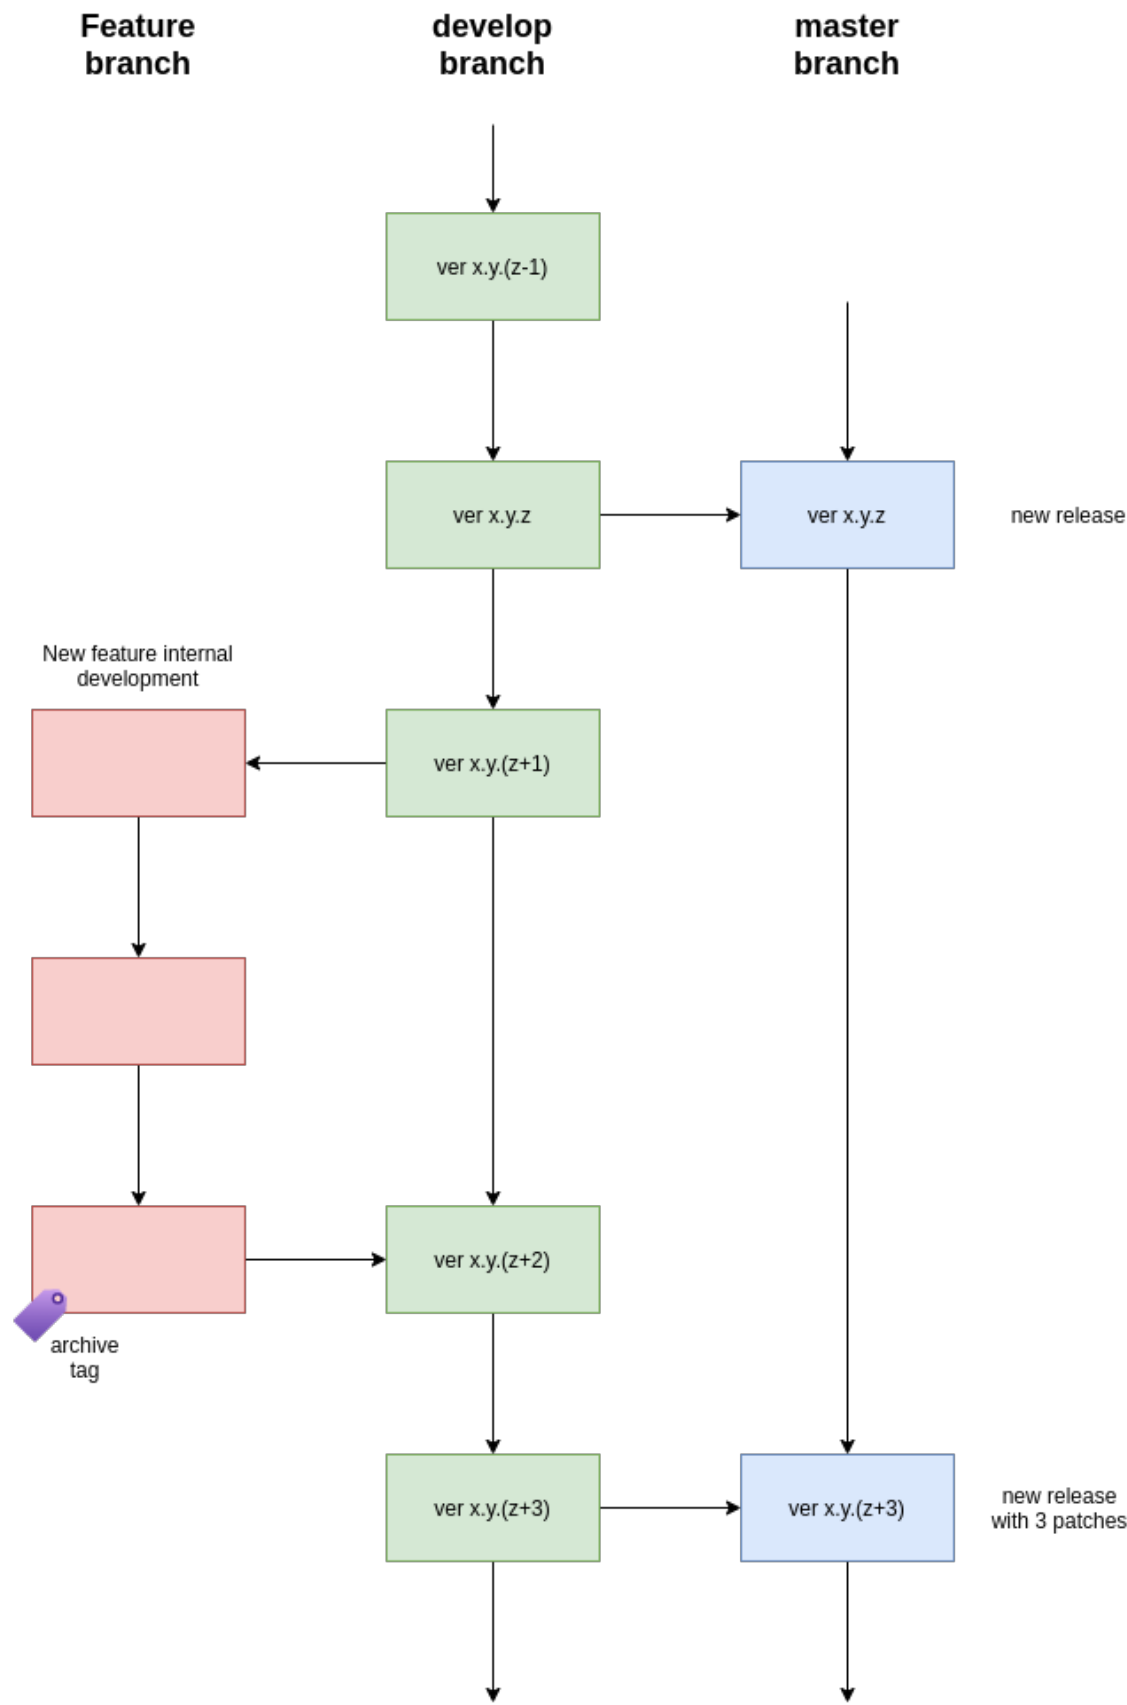 Feature
branch
develop
branch
master
branch
ver x.y.(z-1)
ver x.y.z
ver x.y.z
new release
New feature internal
development
ver x.y.(z+1)
ver x.y.(z+2)
archive
tag
ver x.y.(z+3)
ver x.y.(z+3)
new release
with 3 patches